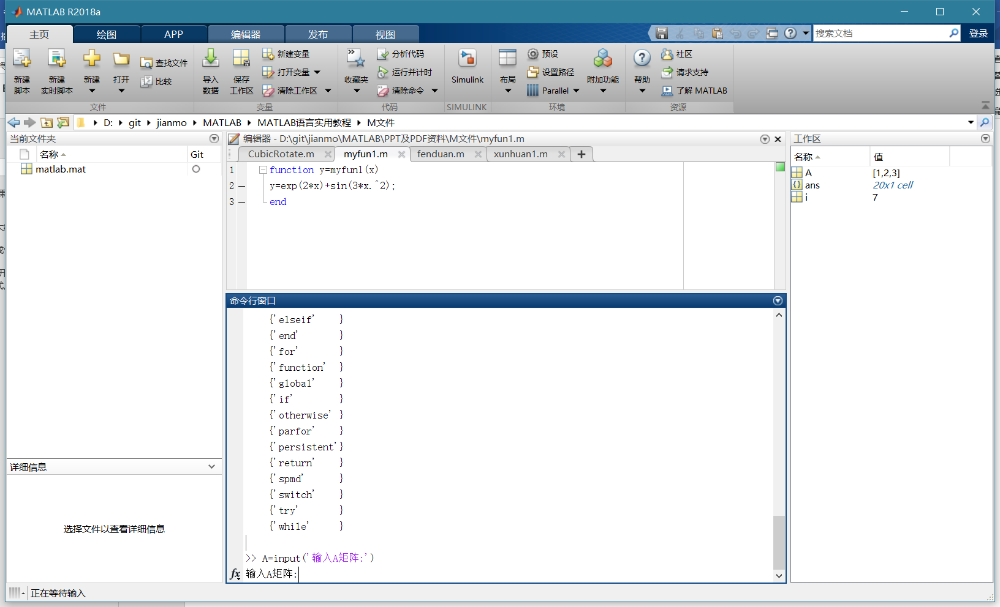 MATLAB R2018a
主页 绘图 APP 编辑器 发布 视图 搜索文档 登录
新建脚本 新建实时脚本 新建 打开 查找文件 比较
文件
导入数据 保存工作区 新建变量 打开变量 清除工作区
变量
收藏夹 分析代码 运行并计时 清除命令
代码
Simulink
SIMULINK
布局 预设 设置路径 Parallel 附加功能
环境
帮助 社区 请求支持 了解 MATLAB
资源
D: git jianmo MATLAB MATLAB语言实用教程 M文件
当前文件夹
名称 Git
matlab.mat
详细信息
选择文件以查看详细信息
编辑器 - D:\git\jianmo\MATLAB\PPT及PDF资料\M文件\myfun1.m
CubicRotate.m myfun1.m fenduan.m xunhuan1.m
1 function y=myfun1(x)
2 y=exp(2*x)+sin(3*x.^2);
3 end
命令行窗口
{'elseif' }
{'end' }
{'for' }
{'function' }
{'global' }
{'if' }
{'otherwise' }
{'parfor' }
{'persistent'}
{'return' }
{'spmd' }
{'switch' }
{'try' }
{'while' }
>> A=input('输入A矩阵:')
fx 输入A矩阵:
工作区
名称 值
A [1,2,3]
ans 20x1 cell
i 7
正在等待输入